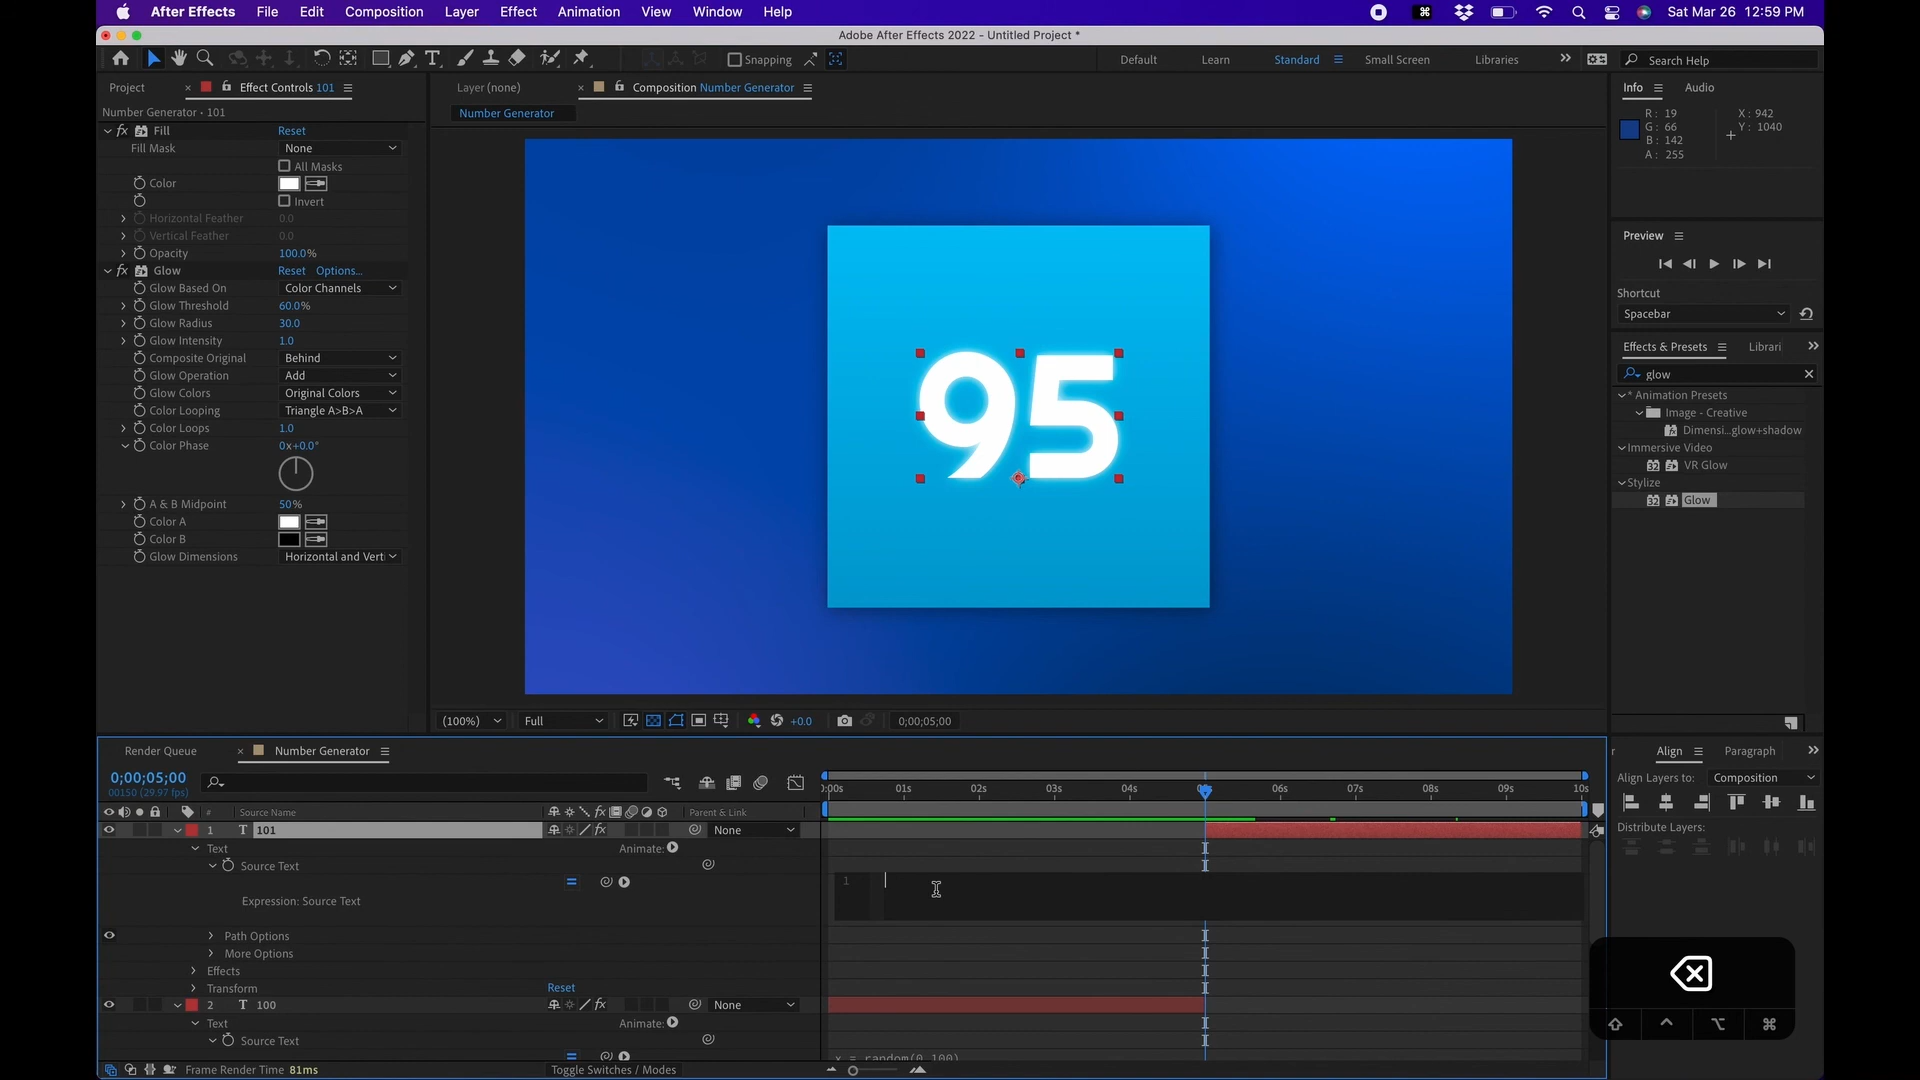 After Effects File Edit Composition Layer Effect Animation View Window Help Sat Mar 26 12:59 PM
Adobe After Effects 2022 - Untitled Project *
Snapping Default Learn Standard Small Screen Libraries Search Help
Project Effect Controls 101
Number Generator • 101
Fill Reset
Fill Mask None
All Masks
Color
Invert
Horizontal Feather 0.0
Vertical Feather 0.0
Opacity 100.0%
Glow Reset Options...
Glow Based On Color Channels
Glow Threshold 60.0%
Glow Radius 30.0
Glow Intensity 1.0
Composite Original Behind
Glow Operation Add
Glow Colors Original Colors
Color Looping Triangle A>B>A
Color Loops 1.0
Color Phase 0x+0.0°
A & B Midpoint 50%
Color A
Color B
Glow Dimensions Horizontal and Verti
Layer (none) Composition Number Generator
Number Generator
95
(100%) Full +0.0 0;00;05;00
Info Audio
R: 19 X: 942
G: 66 Y: 1040
B: 142
A: 255
Preview
Shortcut
Spacebar
Effects & Presets Librari
glow
* Animation Presets
Image - Creative
Dimensi...glow+shadow
Immersive Video
32 VR Glow
Stylize
32 Glow
Render Queue Number Generator
0;00;05;00
00150 (29.97 fps)
# Source Name fx Parent & Link
1 T 101 fx None
Text Animate:
Source Text
Expression: Source Text
Path Options
More Options
Effects
Transform Reset
2 T 100 fx None
Text Animate:
Source Text
Frame Render Time 81ms Toggle Switches / Modes
:00s 01s 02s 03s 04s 06s 07s 08s 09s 10s
1
x = random(0,100)
Align Paragraph
Align Layers to: Composition
Distribute Layers: